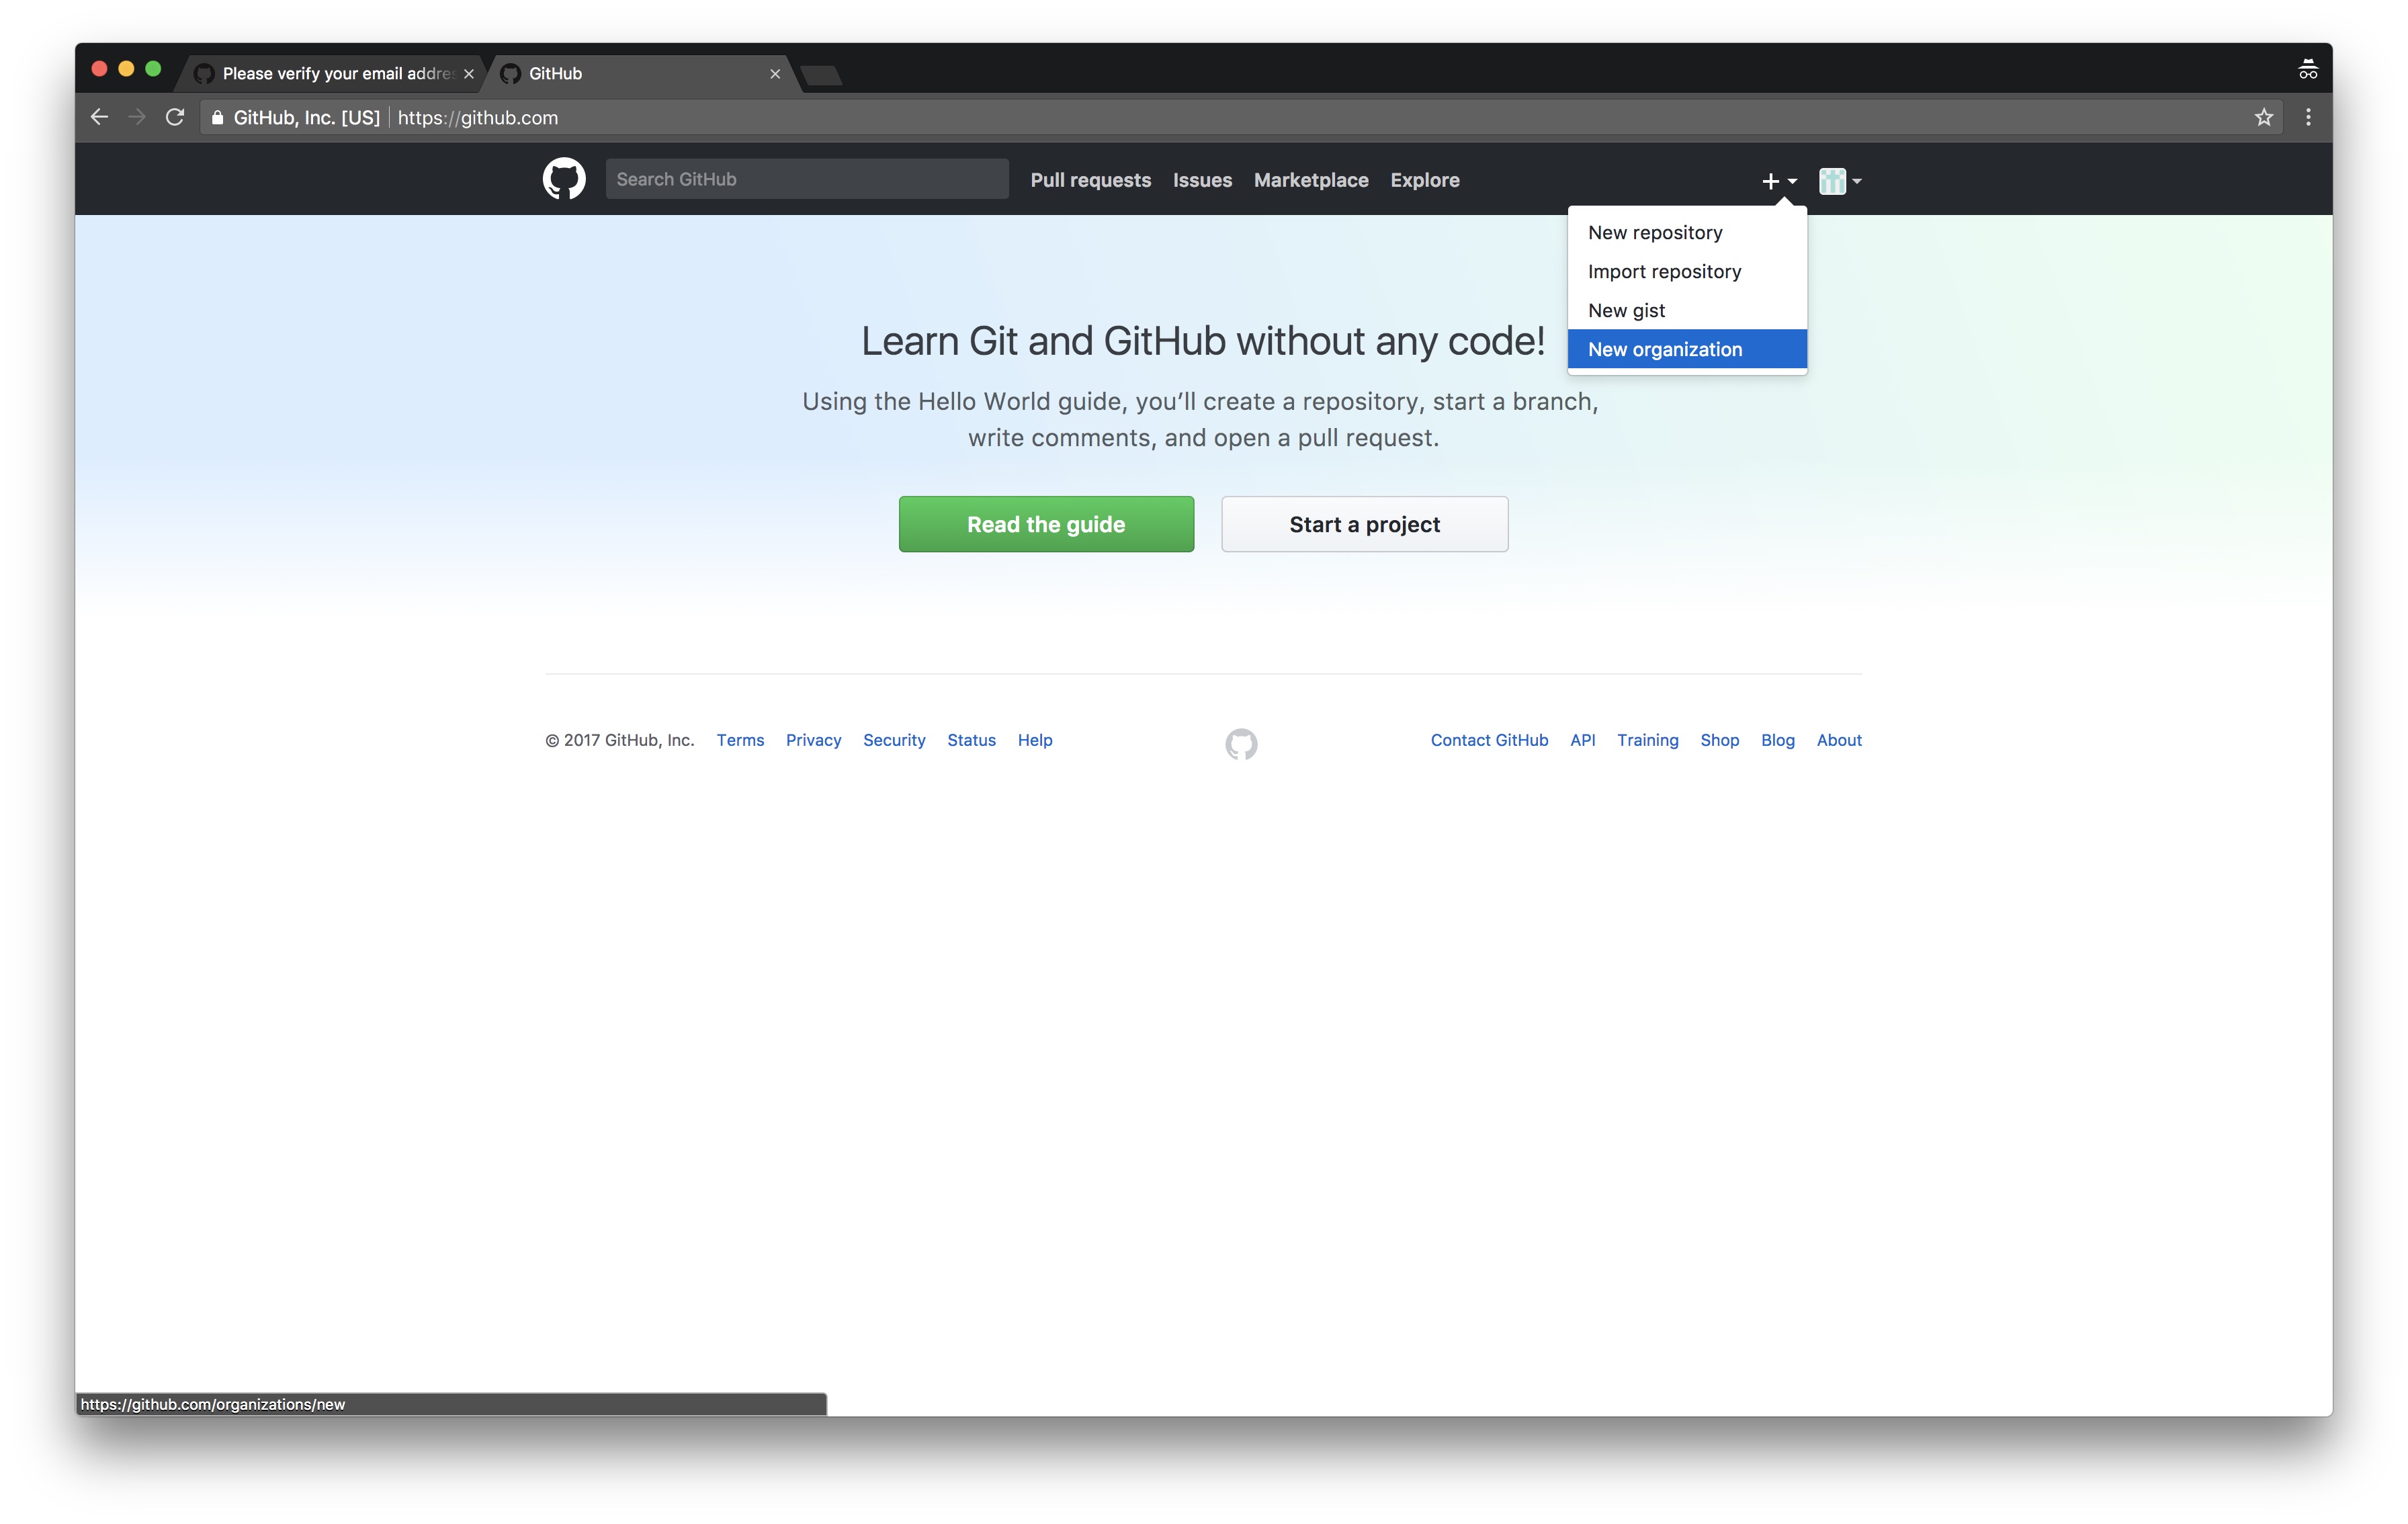 Please verify your email addres
GitHub
GitHub, Inc. [US]
https://github.com
Search GitHub
Pull requests
Issues
Marketplace
Explore
New repository
Import repository
New gist
New organization
Learn Git and GitHub without any code!
Using the Hello World guide, you’ll create a repository, start a branch,
write comments, and open a pull request.
Read the guide
Start a project
© 2017 GitHub, Inc.
Terms
Privacy
Security
Status
Help
Contact GitHub
API
Training
Shop
Blog
About
https://github.com/organizations/new